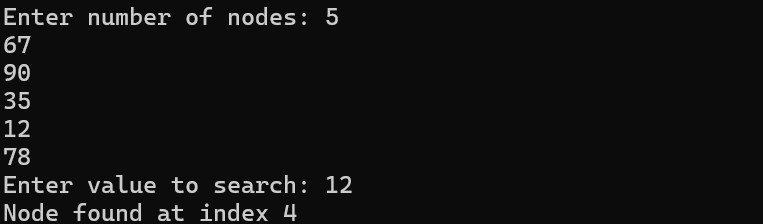 Enter number of nodes: 5
67
90
35
12
78
Enter value to search: 12
Node found at index 4